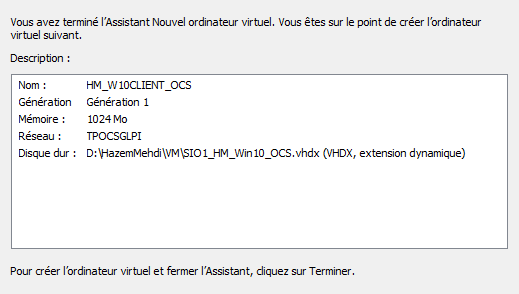 Vous avez terminé l'Assistant Nouvel ordinateur virtuel. Vous êtes sur le point de créer l'ordinateur
virtuel suivant.
Description :
Nom : HM_W10CLIENT_OCS
Génération Génération 1
Mémoire : 1024 Mo
Réseau : TPOCSGLPI
Disque dur : D:\HazemMehdi\VM\SIO1_HM_Win10_OCS.vhdx (VHDX, extension dynamique)
Pour créer l'ordinateur virtuel et fermer l'Assistant, cliquez sur Terminer.